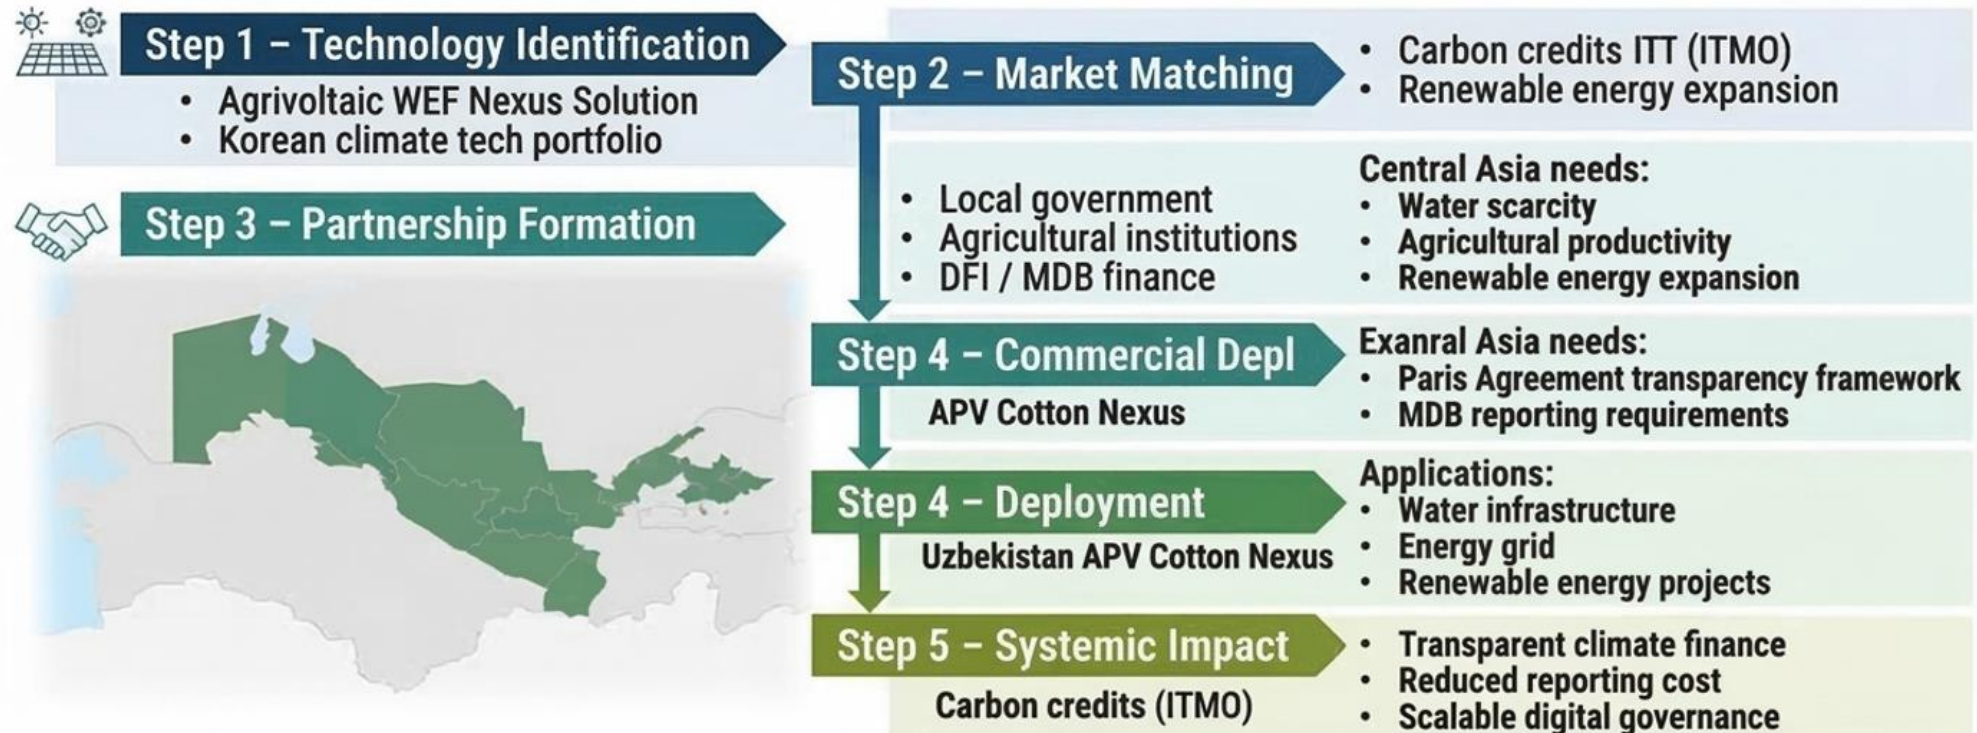 Step 1 – Technology Identification
• Agrivoltaic WEF Nexus Solution
• Korean climate tech portfolio
Step 2 – Market Matching
• Carbon credits ITT (ITMO)
• Renewable energy expansion
Step 3 – Partnership Formation
• Local government
• Agricultural institutions
• DFI / MDB finance
Central Asia needs:
• Water scarcity
• Agricultural productivity
• Renewable energy expansion
Step 4 – Commercial Depl
APV Cotton Nexus
Exanral Asia needs:
• Paris Agreement transparency framework
• MDB reporting requirements
Step 4 – Deployment
Uzbekistan APV Cotton Nexus
Applications:
• Water infrastructure
• Energy grid
• Renewable energy projects
Step 5 – Systemic Impact
Carbon credits (ITMO)
• Transparent climate finance
• Reduced reporting cost
• Scalable digital governance